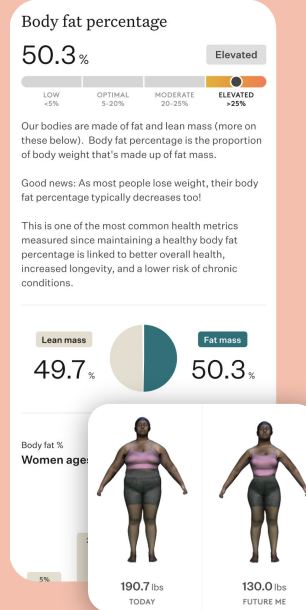 Body fat percentage
50.3 %
Elevated
LOW OPTIMAL MODERATE ELEVATED
<5% 5-20% 20-25% >25%
Our bodies are made of fat and lean mass (more on
these below).  Body fat percentage is the proportion
of body weight that's made up of fat mass.
Good news: As most people lose weight, their body
fat percentage typically decreases too!
This is one of the most common health metrics
measured since maintaining a healthy body fat
percentage is linked to better overall health,
increased longevity, and a lower risk of chronic
conditions.
Lean mass Fat mass
49.7 % 50.3 %
Body fat %
Women ages
5%
190.7 lbs 130.0 lbs
TODAY FUTURE ME